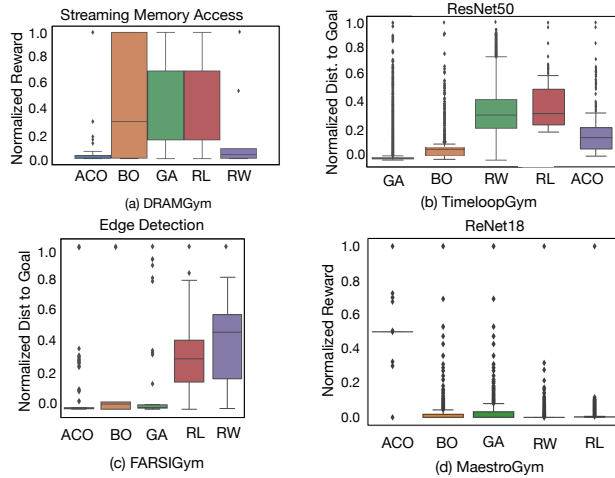 Streaming Memory Access
Normalized Reward
1.0
0.8
0.6
0.4
0.2
0.0
ACO BO GA RL RW
(a) DRAMGym
ResNet50
Normalized Dist. to Goal
1.0
0.8
0.6
0.4
0.2
0.0
GA BO RW RL ACO
(b) TimeloopGym
Edge Detection
Normalized Dist to Goal
1.0
0.8
0.6
0.4
0.2
0.0
ACO BO GA RL RW
(c) FARSIGym
ReNet18
Normalized Reward
1.0
0.8
0.6
0.4
0.2
0.0
ACO BO GA RW RL
(d) MaestroGym